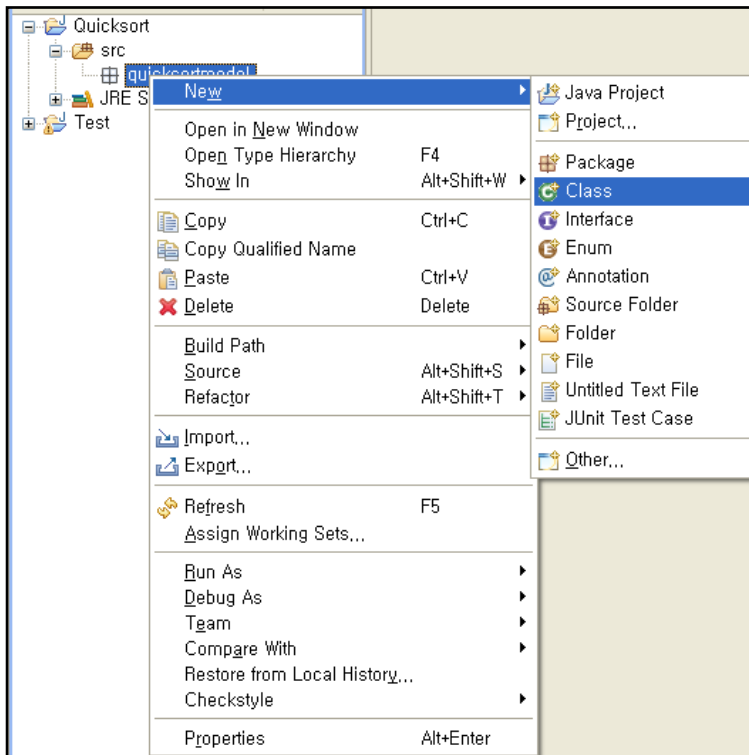 Quicksort
src
quicksortmodel
JRE S
Test
New
Open in New Window
Open Type Hierarchy F4
Show In Alt+Shift+W
Copy Ctrl+C
Copy Qualified Name
Paste Ctrl+V
Delete Delete
Build Path
Source Alt+Shift+S
Refactor Alt+Shift+T
Import...
Export...
Refresh F5
Assign Working Sets...
Run As
Debug As
Team
Compare With
Restore from Local History...
Checkstyle
Properties Alt+Enter
Java Project
Project...
Package
Class
Interface
Enum
Annotation
Source Folder
Folder
File
Untitled Text File
JUnit Test Case
Other...